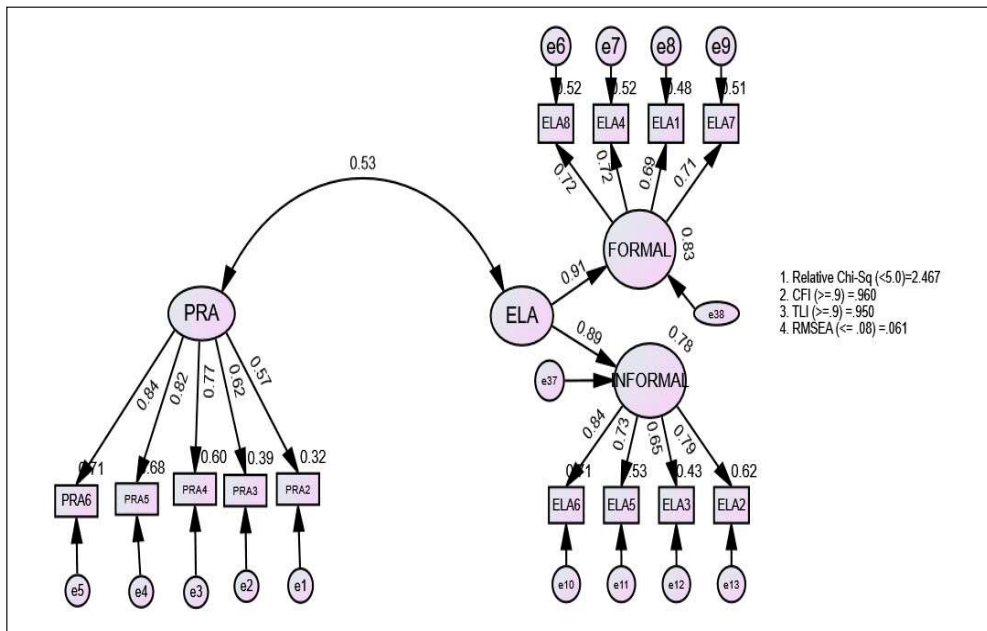 e6 e7 e8 e9
0.52 0.52 0.48 0.51
ELA8 ELA4 ELA1 ELA7
0.72 0.72 0.69 0.71
0.53
FORMAL
0.83
0.91
e38
1. Relative Chi-Sq (<5.0)=2.467
2. CFI (>=.9) =.960
3. TLI (>=.9) =.950
4. RMSEA (<= .08) =.061
PRA
ELA
0.89
0.78
e37
INFORMAL
0.84 0.82 0.77 0.62 0.57
0.84 0.73 0.65 0.79
0.71 0.68 0.60 0.39 0.32
PRA6 PRA5 PRA4 PRA3 PRA2
.53 0.43 0.62
ELA6 ELA5 ELA3 ELA2
e5 e4 e3 e2 e1
e10 e11 e12 e13